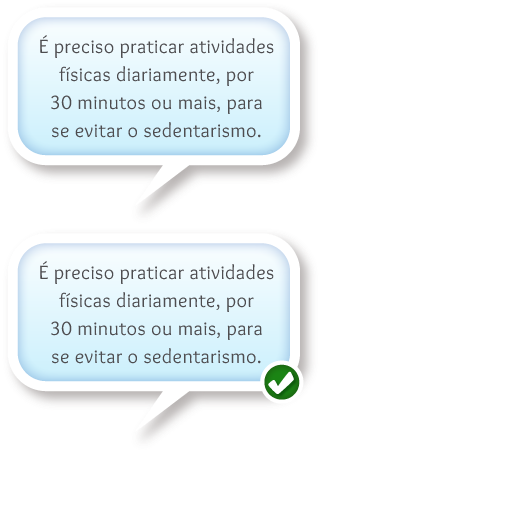 É preciso praticar atividades
físicas diariamente, por
30 minutos ou mais, para
se evitar o sedentarismo.
É preciso praticar atividades
físicas diariamente, por
30 minutos ou mais, para
se evitar o sedentarismo.